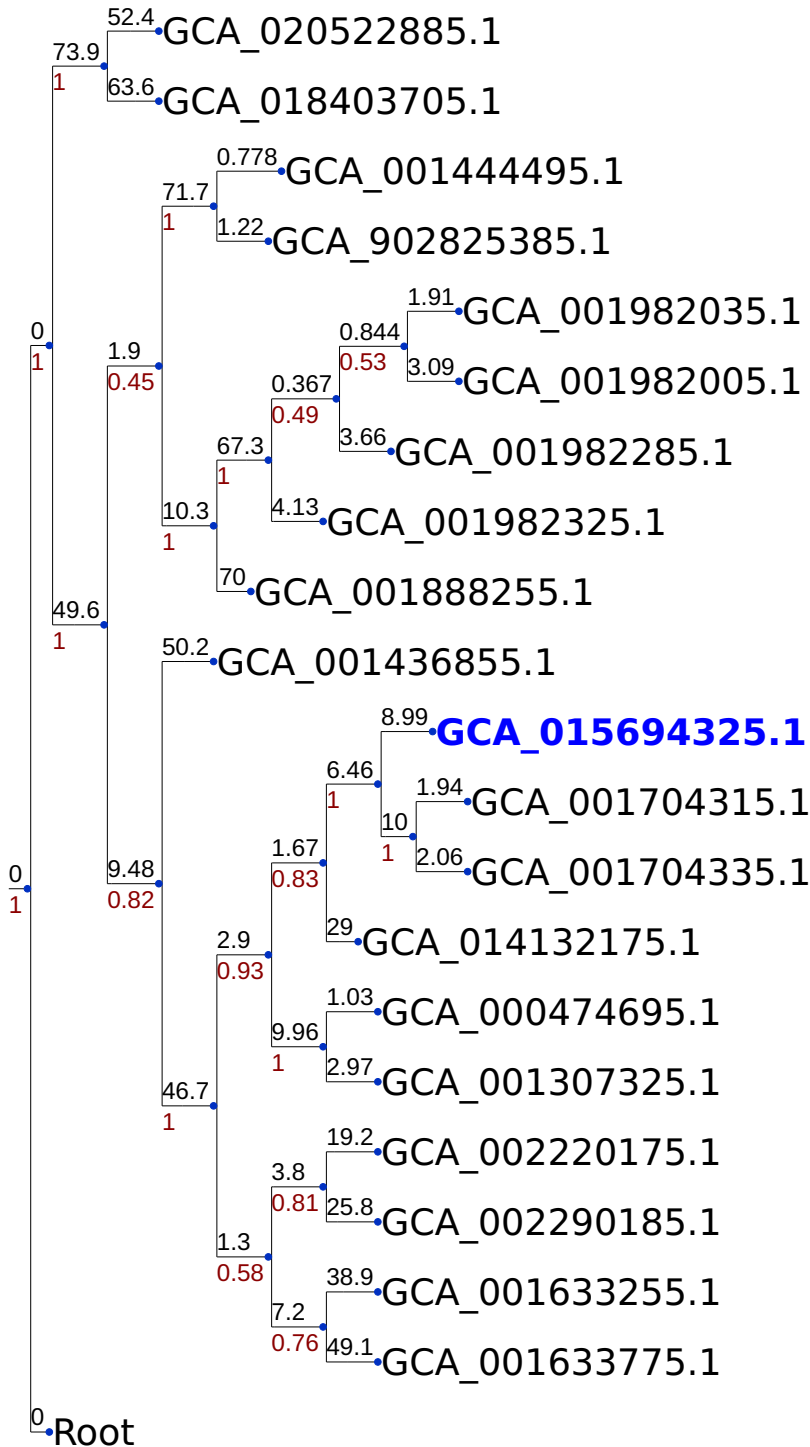 52.4
GCA_020522885.1
73.9
1
63.6
GCA_018403705.1
0.778
GCA_001444495.1
71.7
1
1.22
GCA_902825385.1
1.91
GCA_001982035.1
0
1
0.844
0.53
1.9
0.45
3.09
GCA_001982005.1
0.367
0.49
3.66
GCA_001982285.1
67.3
1
10.3
1
4.13
GCA_001982325.1
70
GCA_001888255.1
49.6
1
50.2
GCA_001436855.1
8.99
GCA_015694325.1
6.46
1
1.94
GCA_001704315.1
10
1
1.67
0.83
2.06
GCA_001704335.1
0
1
9.48
0.82
29
GCA_014132175.1
2.9
0.93
1.03
GCA_000474695.1
9.96
1
2.97
GCA_001307325.1
46.7
1
19.2
GCA_002220175.1
3.8
0.81
25.8
GCA_002290185.1
1.3
0.58
38.9
GCA_001633255.1
7.2
0.76
49.1
GCA_001633775.1
0
Root